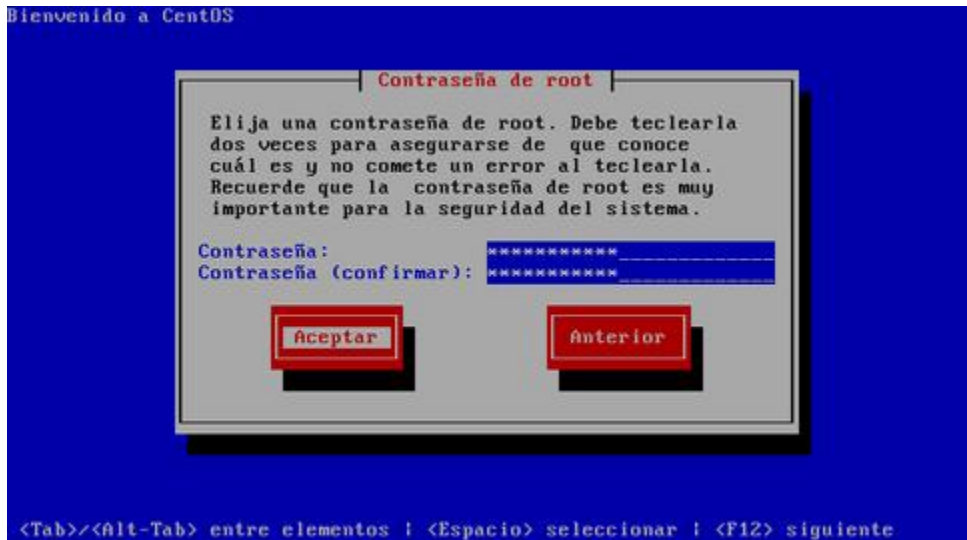 Bienvenido a CentOS
Contraseña de root
Elija una contraseña de root. Debe teclearla
dos veces para asegurarse de  que conoce
cuál es y no comete un error al teclearla.
Recuerde que la  contraseña de root es muy
importante para la seguridad del sistema.
Contraseña: ***********_____________
Contraseña (confirmar): ***********_____________
Aceptar Anterior
<Tab>/<Alt-Tab> entre elementos | <Espacio> seleccionar | <F12> siguiente